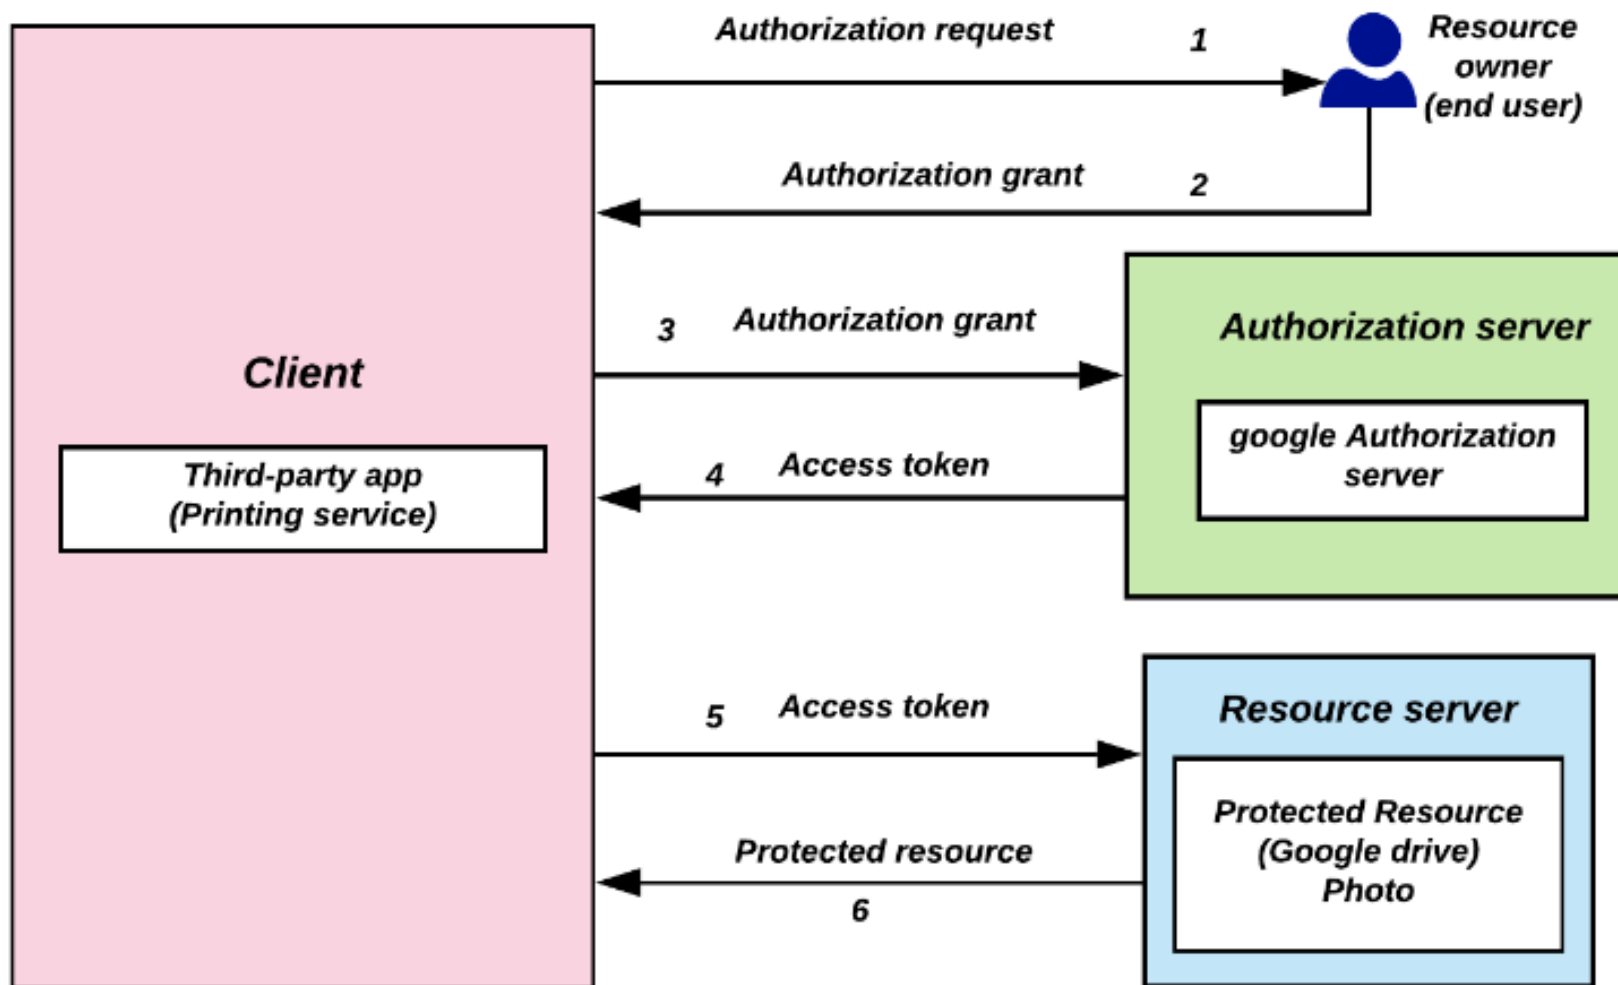 Authorization request
1
Resource
owner
(end user)
Authorization grant
2
3
Authorization grant
Authorization server
Client
google Authorization
server
Third-party app
(Printing service)
4
Access token
5
Access token
Resource server
Protected Resource
(Google drive)
Photo
Protected resource
6